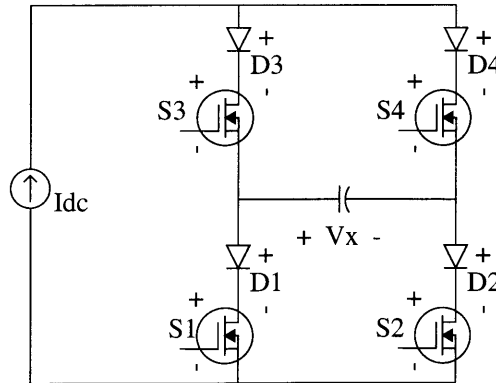 + +
D3 D4
+ - + -
S3 S4
- -
Idc
+ Vx -
+ +
D1 D2
+ - + -
S1 S2
- -